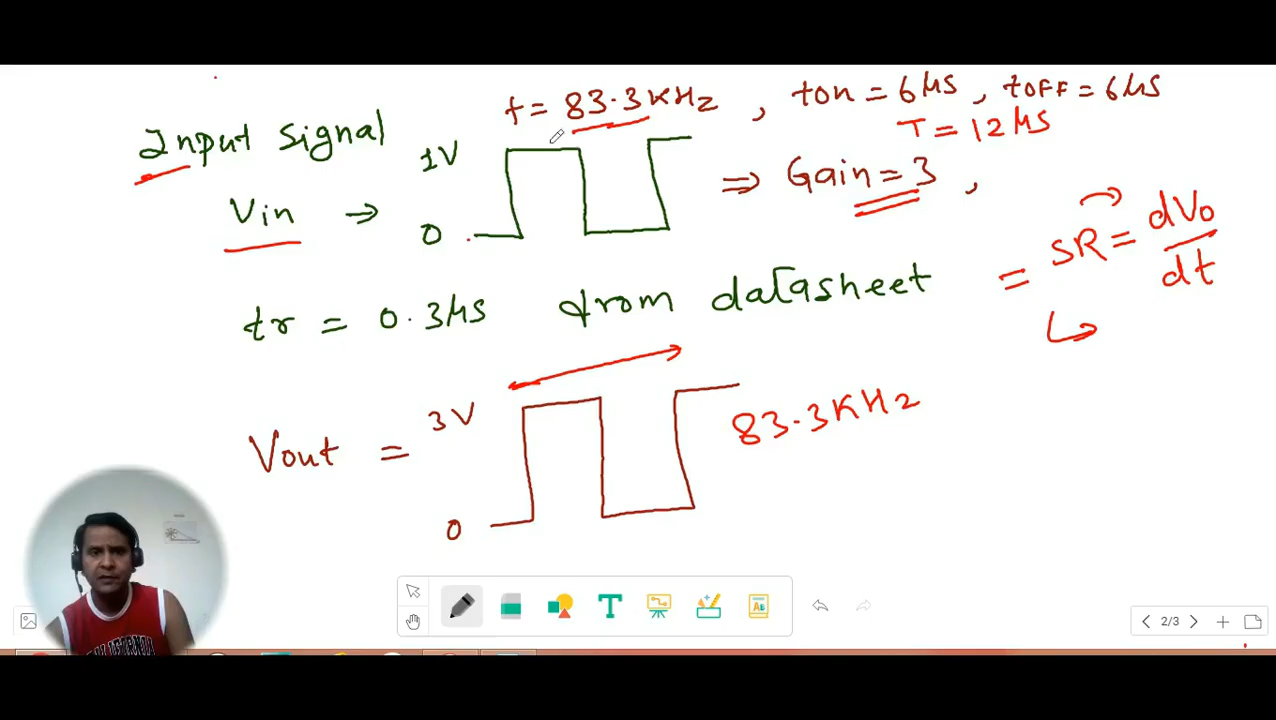 f = 83.3KHz , ton = 6μs , tOFF = 6μs
T = 12μs
Input Signal
1V
Vin → 0
⇒ Gain = 3 ,
= SR = dVo/dt
tr = 0.3μs from datasheet
Vout = 3V
0
83.3KHz
CALIFORNIA
T
2/3